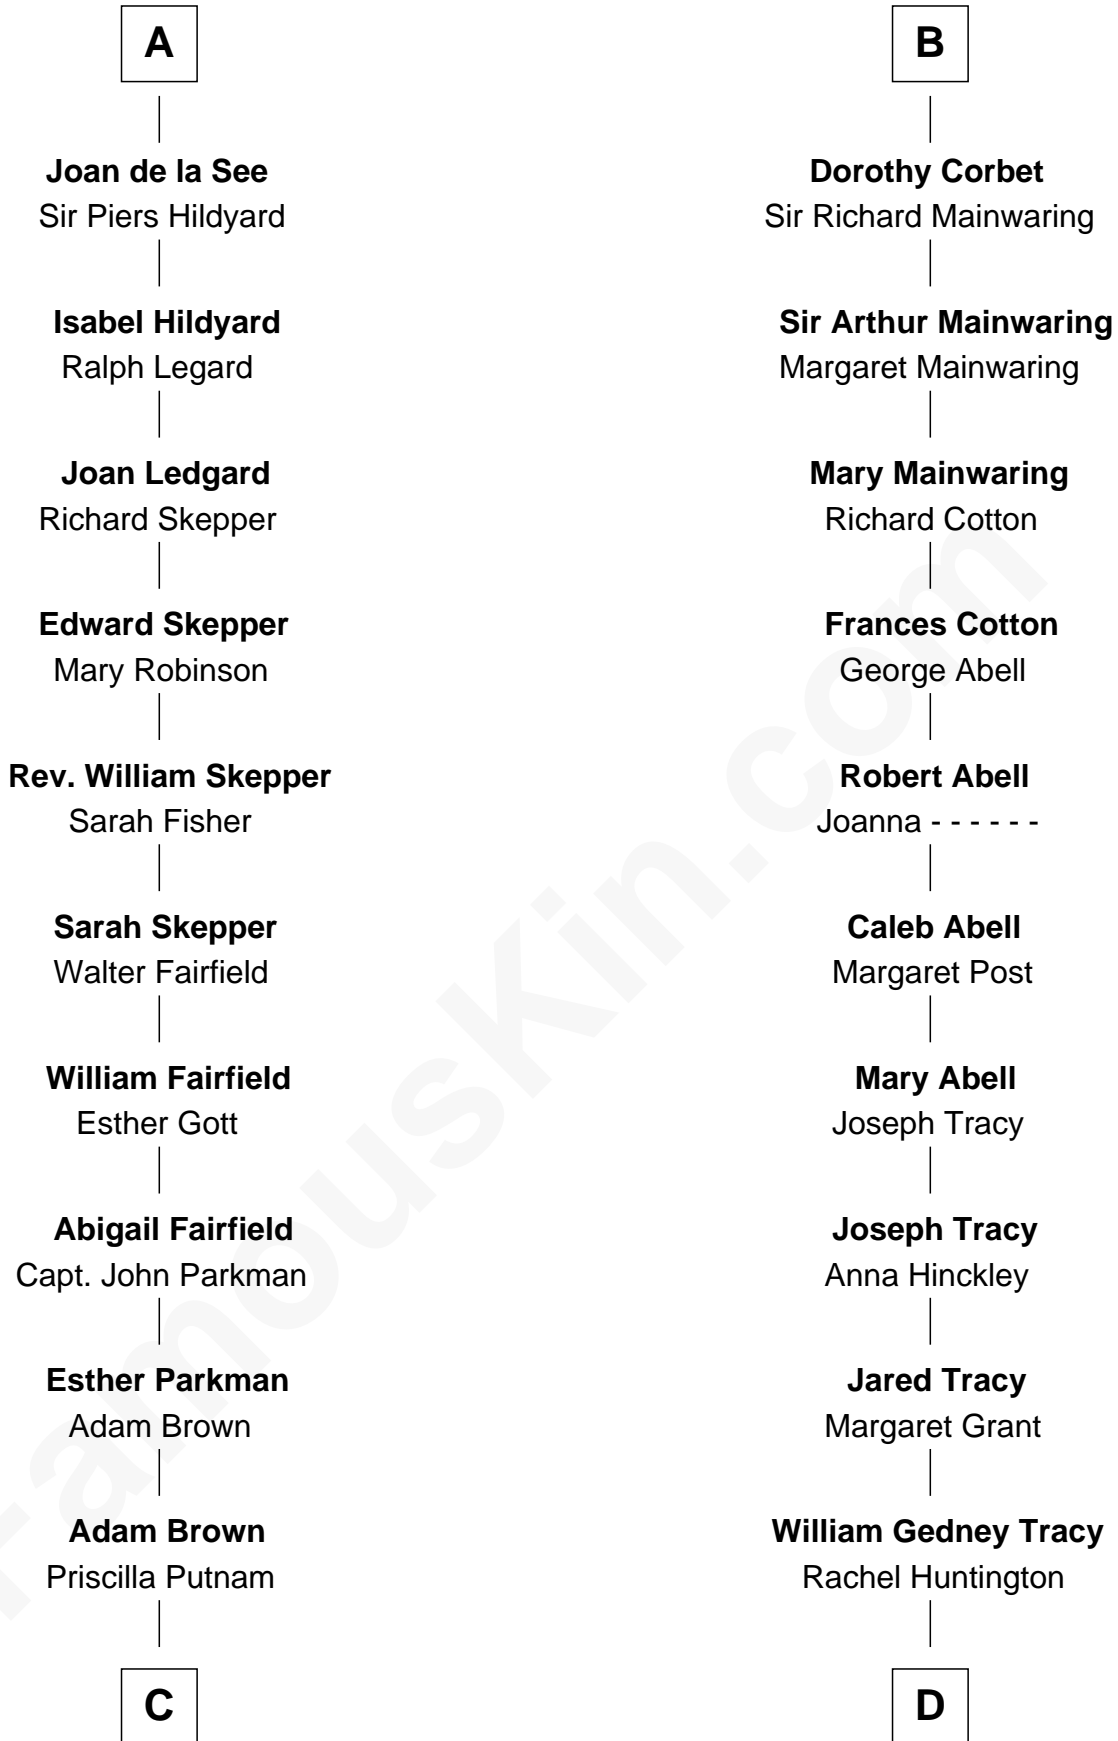 A
Joan de la See
Sir Piers Hildyard
Isabel Hildyard
Ralph Legard
Joan Ledgard
Richard Skepper
Edward Skepper
Mary Robinson
Rev. William Skepper
Sarah Fisher
Sarah Skepper
Walter Fairfield
William Fairfield
Esther Gott
Abigail Fairfield
Capt. John Parkman
Esther Parkman
Adam Brown
Adam Brown
Priscilla Putnam
C
B
Dorothy Corbet
Sir Richard Mainwaring
Sir Arthur Mainwaring
Margaret Mainwaring
Mary Mainwaring
Richard Cotton
Frances Cotton
George Abell
Robert Abell
Joanna - - - - - -
Caleb Abell
Margaret Post
Mary Abell
Joseph Tracy
Joseph Tracy
Anna Hinckley
Jared Tracy
Margaret Grant
William Gedney Tracy
Rachel Huntington
D
FamousKin.com